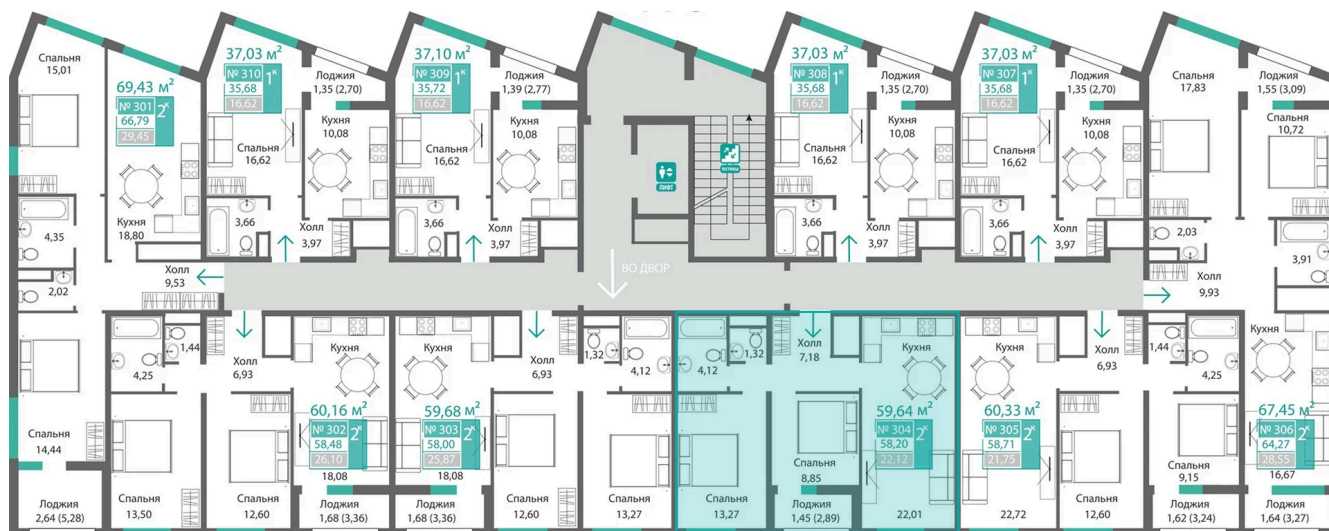 Спальня
15,01
69,43 м²
№ 301
66,79
29,45
2к
Кухня
18,80
4,35
2,02
Холл
9,53
Спальня
14,44
Лоджия
2,64 (5,28)
37,03 м²
№ 310
35,68
16,62
1к
Лоджия
1,35 (2,70)
Кухня
10,08
Спальня
16,62
3,66
Холл
3,97
37,10 м²
№ 309
35,72
16,62
1к
Лоджия
1,39 (2,77)
Кухня
10,08
Спальня
16,62
3,66
Холл
3,97
ЛИФТ
ЛЕСТНИЦА
ВО ДВОР
37,03 м²
№ 308
35,68
16,62
1к
Лоджия
1,35 (2,70)
Кухня
10,08
Спальня
16,62
3,66
Холл
3,97
37,03 м²
№ 307
35,68
16,62
1к
Лоджия
1,35 (2,70)
Кухня
10,08
Спальня
16,62
3,66
Холл
3,97
Спальня
17,83
Лоджия
1,55 (3,09)
Спальня
10,72
2,03
3,91
Холл
9,93
Кухня
67,45 м²
№ 306
64,27
28,55
2к
16,67
Лоджия
1,64 (3,27)
1,44
4,25
Холл
6,93
Кухня
60,16 м²
№ 302
58,48
26,10
2к
18,08
Спальня
13,50
Спальня
12,60
Лоджия
1,68 (3,36)
Кухня
59,68 м²
№ 303
58,00
25,87
2к
18,08
Холл
6,93
1,32
4,12
Лоджия
1,68 (3,36)
Спальня
12,60
Спальня
13,27
4,12
1,32
Холл
7,18
Кухня
59,64 м²
№ 304
58,20
22,12
2к
Спальня
13,27
Спальня
8,85
Лоджия
1,45 (2,89)
22,01
Кухня
60,33 м²
№ 305
58,71
21,75
2к
Холл
6,93
1,44
4,25
22,72
Спальня
12,60
Спальня
9,15
Лоджия
1,62 (3,24)